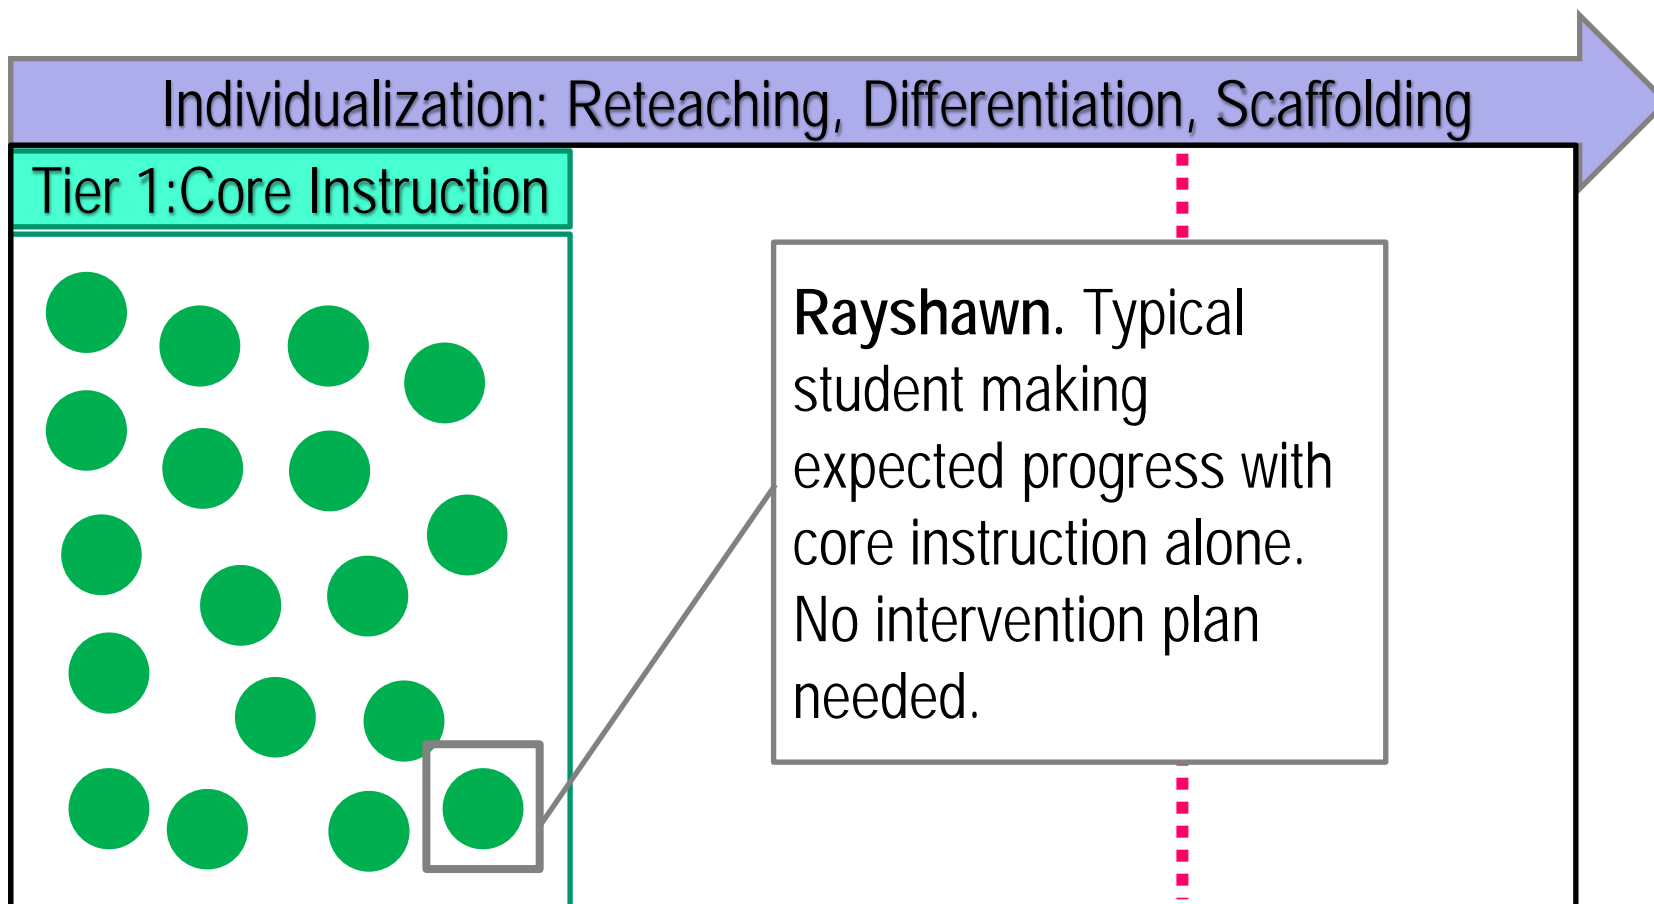 Individualization: Reteaching, Differentiation, Scaffolding
Tier 1:Core Instruction
Rayshawn. Typical
student making
expected progress with
core instruction alone.
No intervention plan
needed.